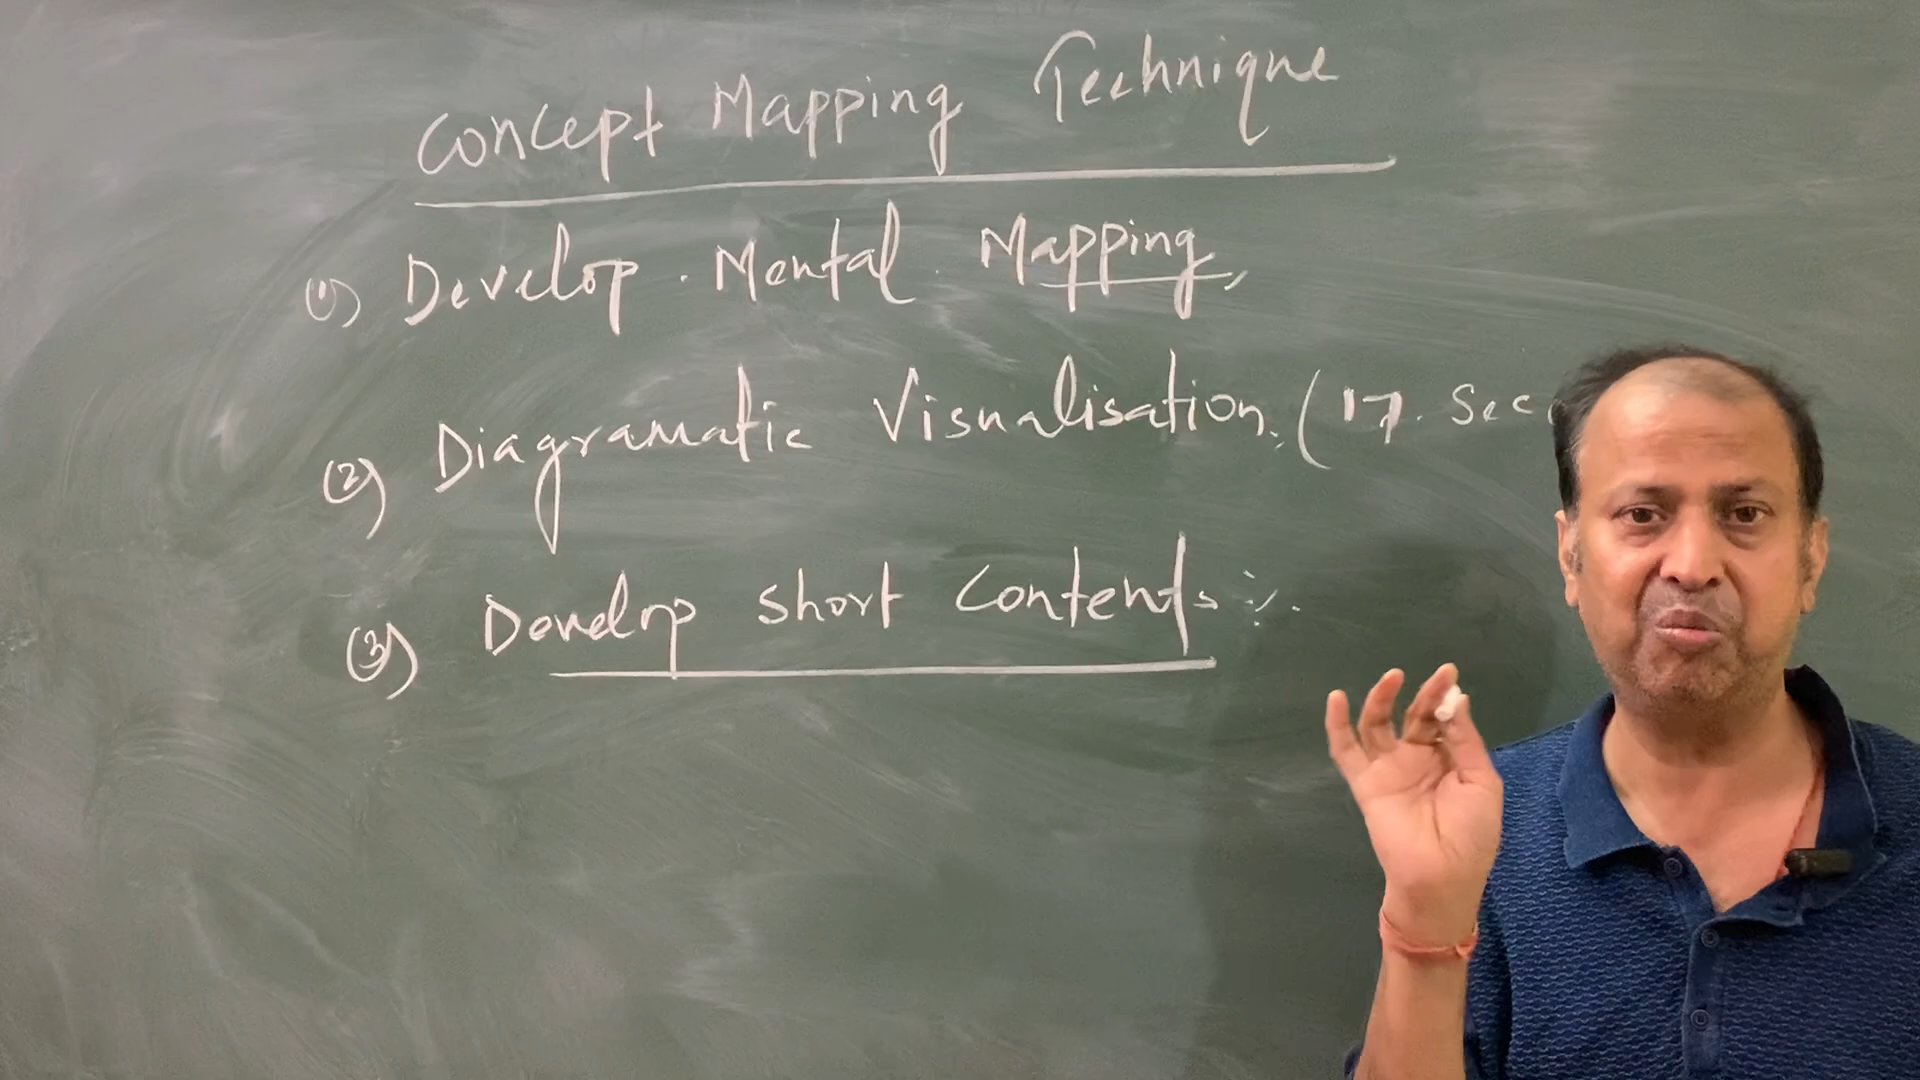 Concept Mapping Technique
(1) Develop Mental Mapping,
(2) Diagramatic Visualisation, (17. Sec
(3) Develop short Contents